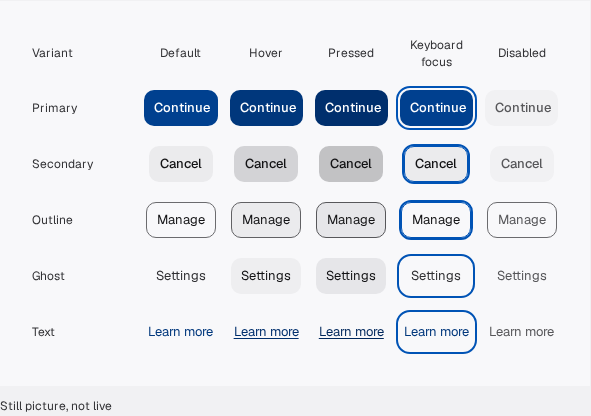 Variant Default Hover Pressed Keyboard focus Disabled
Primary Continue Continue Continue Continue Continue
Secondary Cancel Cancel Cancel Cancel Cancel
Outline Manage Manage Manage Manage Manage
Ghost Settings Settings Settings Settings Settings
Text Learn more Learn more Learn more Learn more Learn more
Still picture, not live